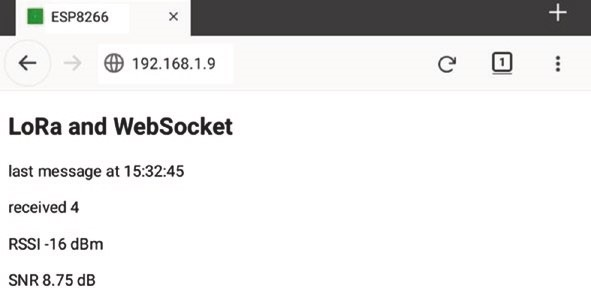 ESP8266
192.168.1.9
1
LoRa and WebSocket
last message at 15:32:45
received 4
RSSI -16 dBm
SNR 8.75 dB